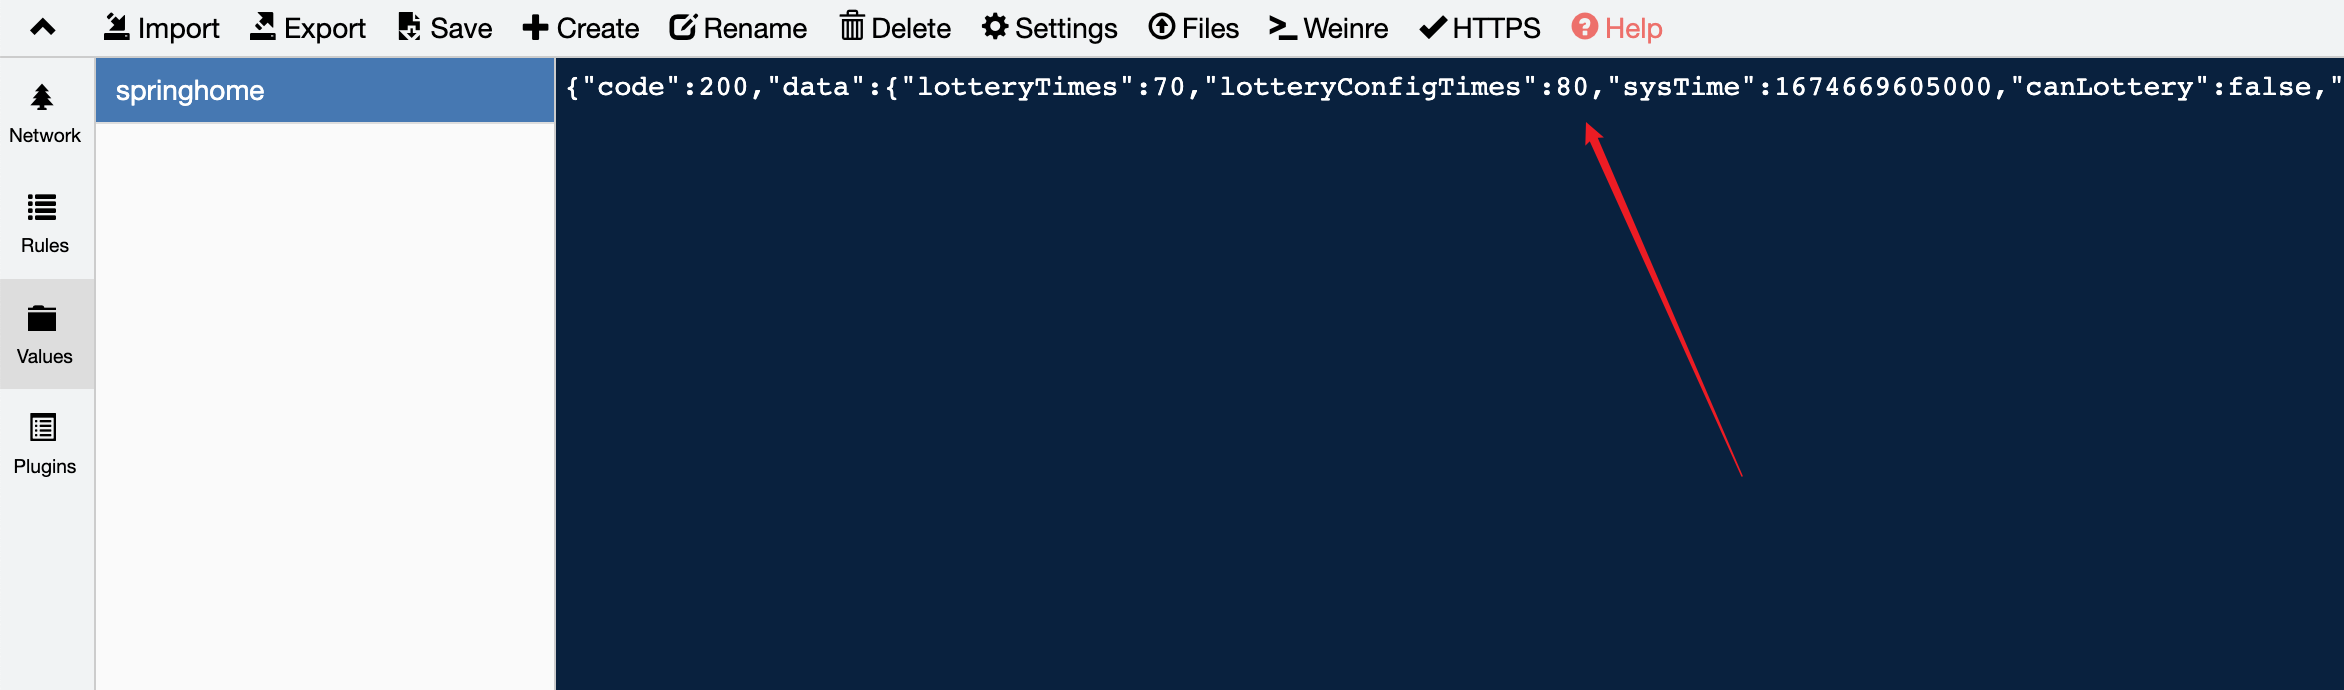 Import Export Save Create Rename Delete Settings Files Weinre HTTPS Help
Network
Rules
Values
Plugins
springhome
{"code":200,"data":{"lotteryTimes":70,"lotteryConfigTimes":80,"sysTime":1674669605000,"canLottery":false,"